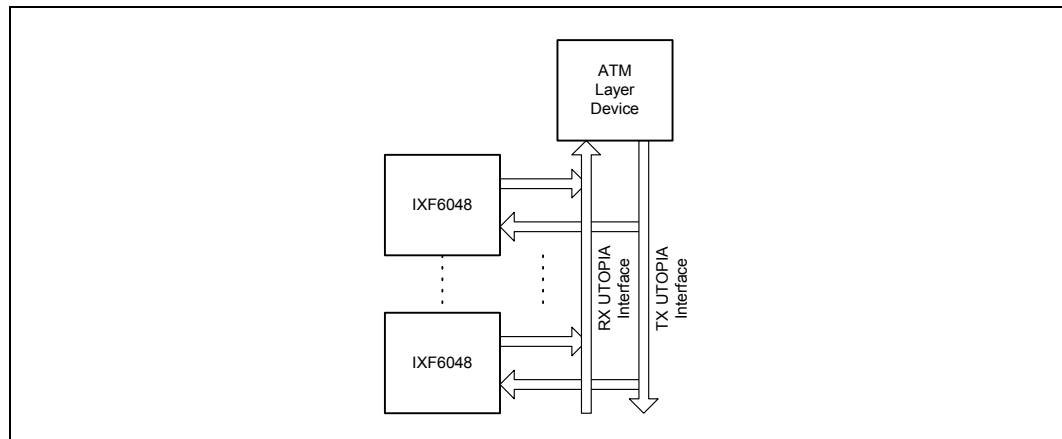 ATM
Layer
Device
IXF6048
RX UTOPIA
Interface
TX UTOPIA
Interface
IXF6048